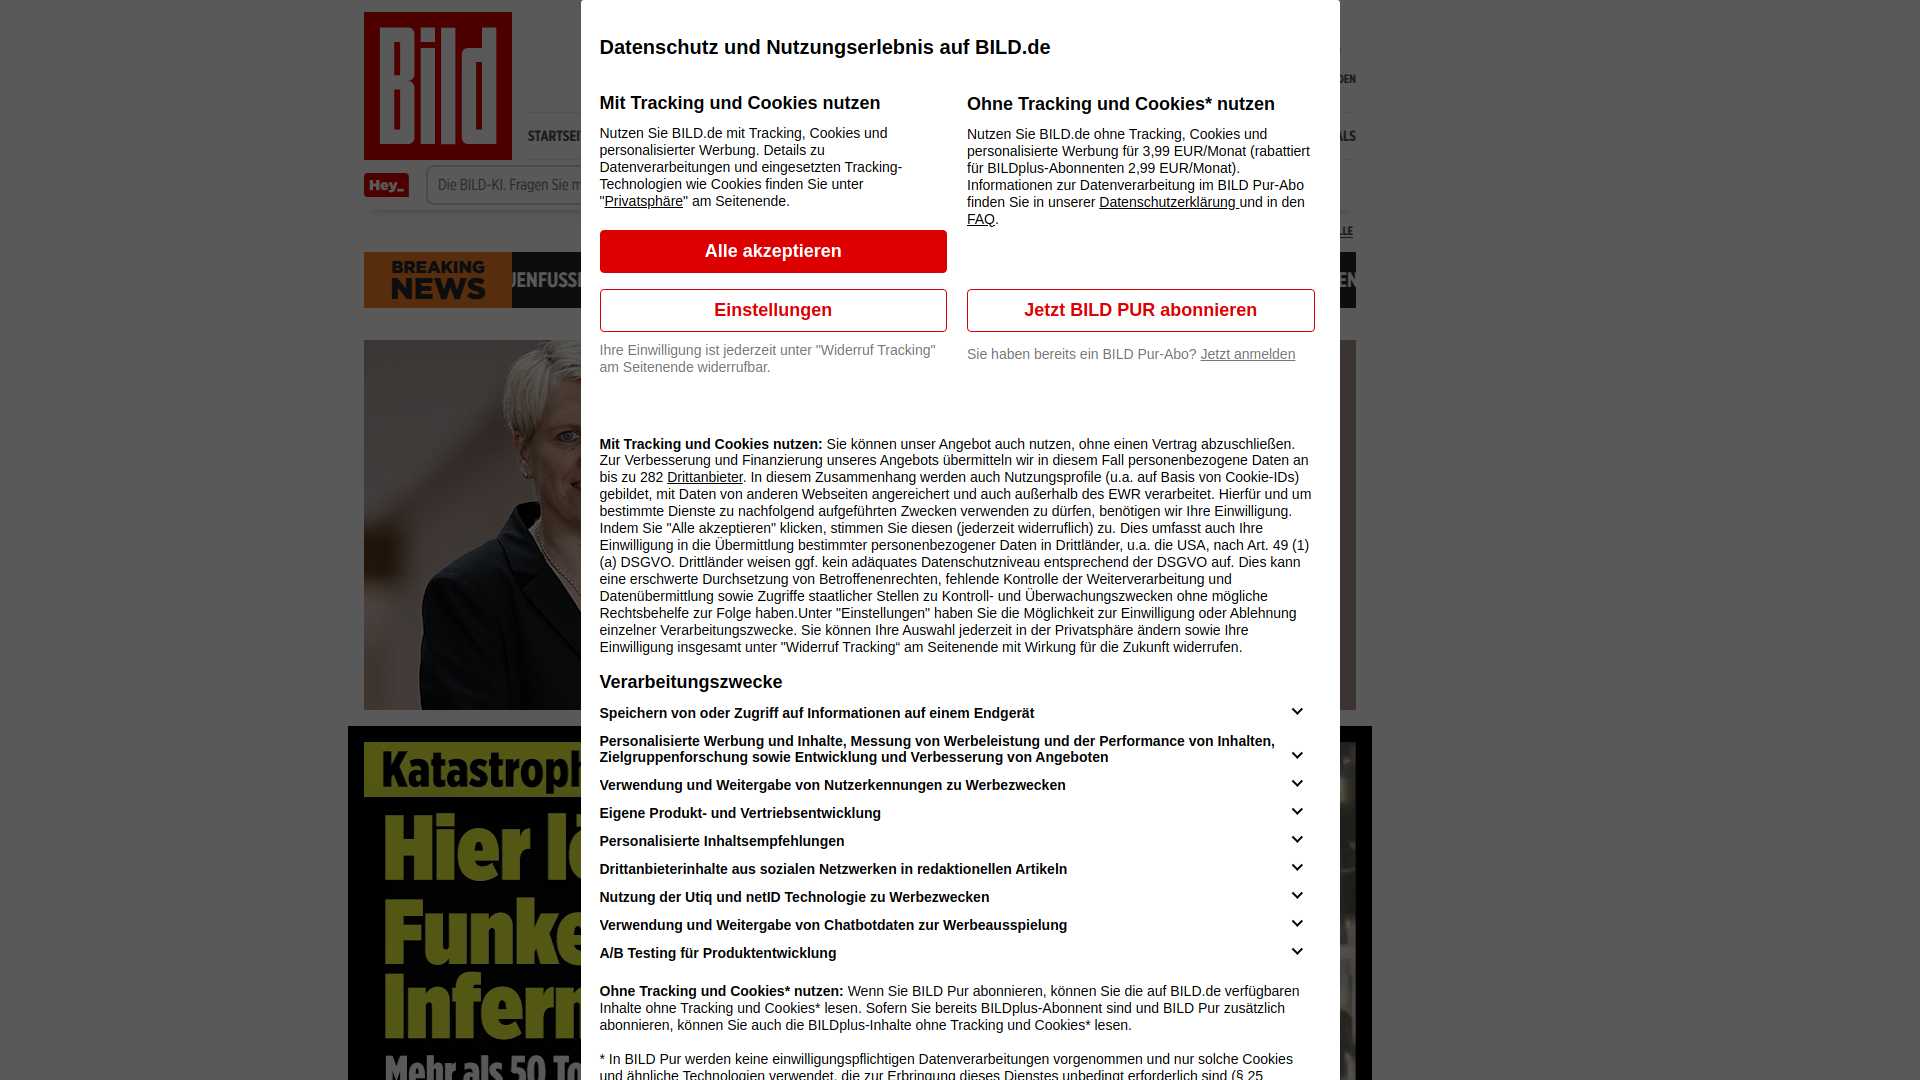 Bild
STARTSEI
ALS
Hey_
Die BILD-KI. Fragen Sie m
BREAKING
NEWS
Datenschutz und Nutzungserlebnis auf BILD.de
Mit Tracking und Cookies nutzen
Nutzen Sie BILD.de mit Tracking, Cookies und
personalisierter Werbung. Details zu
Datenverarbeitungen und eingesetzten Tracking-
Technologien wie Cookies finden Sie unter
"Privatsphäre" am Seitenende.
Alle akzeptieren
Einstellungen
Ihre Einwilligung ist jederzeit unter "Widerruf Tracking"
am Seitenende widerrufbar.
Ohne Tracking und Cookies* nutzen
Nutzen Sie BILD.de ohne Tracking, Cookies und
personalisierte Werbung für 3,99 EUR/Monat (rabattiert
für BILDplus-Abonnenten 2,99 EUR/Monat).
Informationen zur Datenverarbeitung im BILD Pur-Abo
finden Sie in unserer Datenschutzerklärung und in den
FAQ.
Jetzt BILD PUR abonnieren
Sie haben bereits ein BILD Pur-Abo? Jetzt anmelden
Mit Tracking und Cookies nutzen: Sie können unser Angebot auch nutzen, ohne einen Vertrag abzuschließen.
Zur Verbesserung und Finanzierung unseres Angebots übermitteln wir in diesem Fall personenbezogene Daten an
bis zu 282 Drittanbieter. In diesem Zusammenhang werden auch Nutzungsprofile (u.a. auf Basis von Cookie-IDs)
gebildet, mit Daten von anderen Webseiten angereichert und auch außerhalb des EWR verarbeitet. Hierfür und um
bestimmte Dienste zu nachfolgend aufgeführten Zwecken verwenden zu dürfen, benötigen wir Ihre Einwilligung.
Indem Sie "Alle akzeptieren" klicken, stimmen Sie diesen (jederzeit widerruflich) zu. Dies umfasst auch Ihre
Einwilligung in die Übermittlung bestimmter personenbezogener Daten in Drittländer, u.a. die USA, nach Art. 49 (1)
(a) DSGVO. Drittländer weisen ggf. kein adäquates Datenschutzniveau entsprechend der DSGVO auf. Dies kann
eine erschwerte Durchsetzung von Betroffenenrechten, fehlende Kontrolle der Weiterverarbeitung und
Datenübermittlung sowie Zugriffe staatlicher Stellen zu Kontroll- und Überwachungszwecken ohne mögliche
Rechtsbehelfe zur Folge haben.Unter "Einstellungen" haben Sie die Möglichkeit zur Einwilligung oder Ablehnung
einzelner Verarbeitungszwecke. Sie können Ihre Auswahl jederzeit in der Privatsphäre ändern sowie Ihre
Einwilligung insgesamt unter "Widerruf Tracking“ am Seitenende mit Wirkung für die Zukunft widerrufen.
Verarbeitungszwecke
Speichern von oder Zugriff auf Informationen auf einem Endgerät
Personalisierte Werbung und Inhalte, Messung von Werbeleistung und der Performance von Inhalten,
Zielgruppenforschung sowie Entwicklung und Verbesserung von Angeboten
Verwendung und Weitergabe von Nutzerkennungen zu Werbezwecken
Eigene Produkt- und Vertriebsentwicklung
Personalisierte Inhaltsempfehlungen
Drittanbieterinhalte aus sozialen Netzwerken in redaktionellen Artikeln
Nutzung der Utiq und netID Technologie zu Werbezwecken
Verwendung und Weitergabe von Chatbotdaten zur Werbeausspielung
A/B Testing für Produktentwicklung
Ohne Tracking und Cookies* nutzen: Wenn Sie BILD Pur abonnieren, können Sie die auf BILD.de verfügbaren
Inhalte ohne Tracking und Cookies* lesen. Sofern Sie bereits BILDplus-Abonnent sind und BILD Pur zusätzlich
abonnieren, können Sie auch die BILDplus-Inhalte ohne Tracking und Cookies* lesen.
* In BILD Pur werden keine einwilligungspflichtigen Datenverarbeitungen vorgenommen und nur solche Cookies
und ähnliche Technologien verwendet, die zur Erbringung dieses Dienstes unbedingt erforderlich sind (§ 25
Katastroph
Hier lö
Funke
Infern
Mehr als 50 To